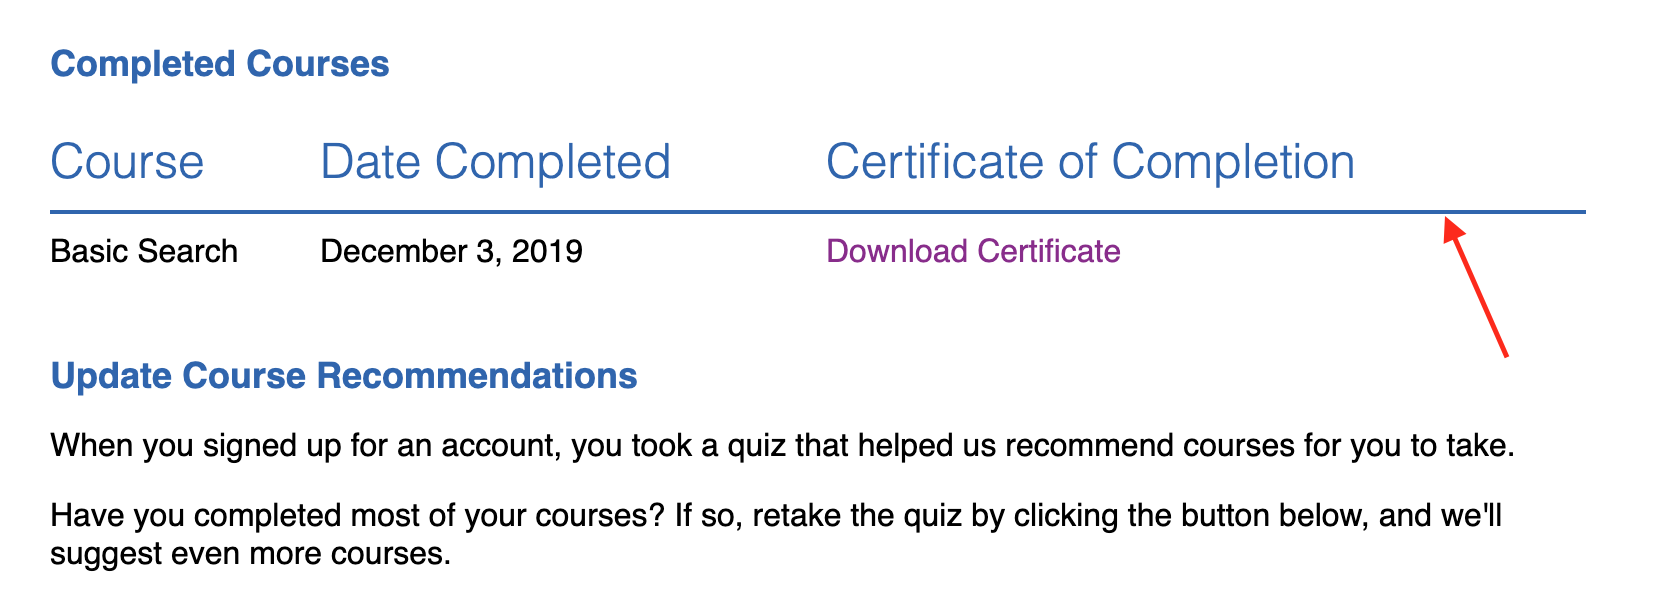 Completed Courses
Course Date Completed Certificate of Completion
Basic Search December 3, 2019 Download Certificate
Update Course Recommendations
When you signed up for an account, you took a quiz that helped us recommend courses for you to take.
Have you completed most of your courses? If so, retake the quiz by clicking the button below, and we'll
suggest even more courses.